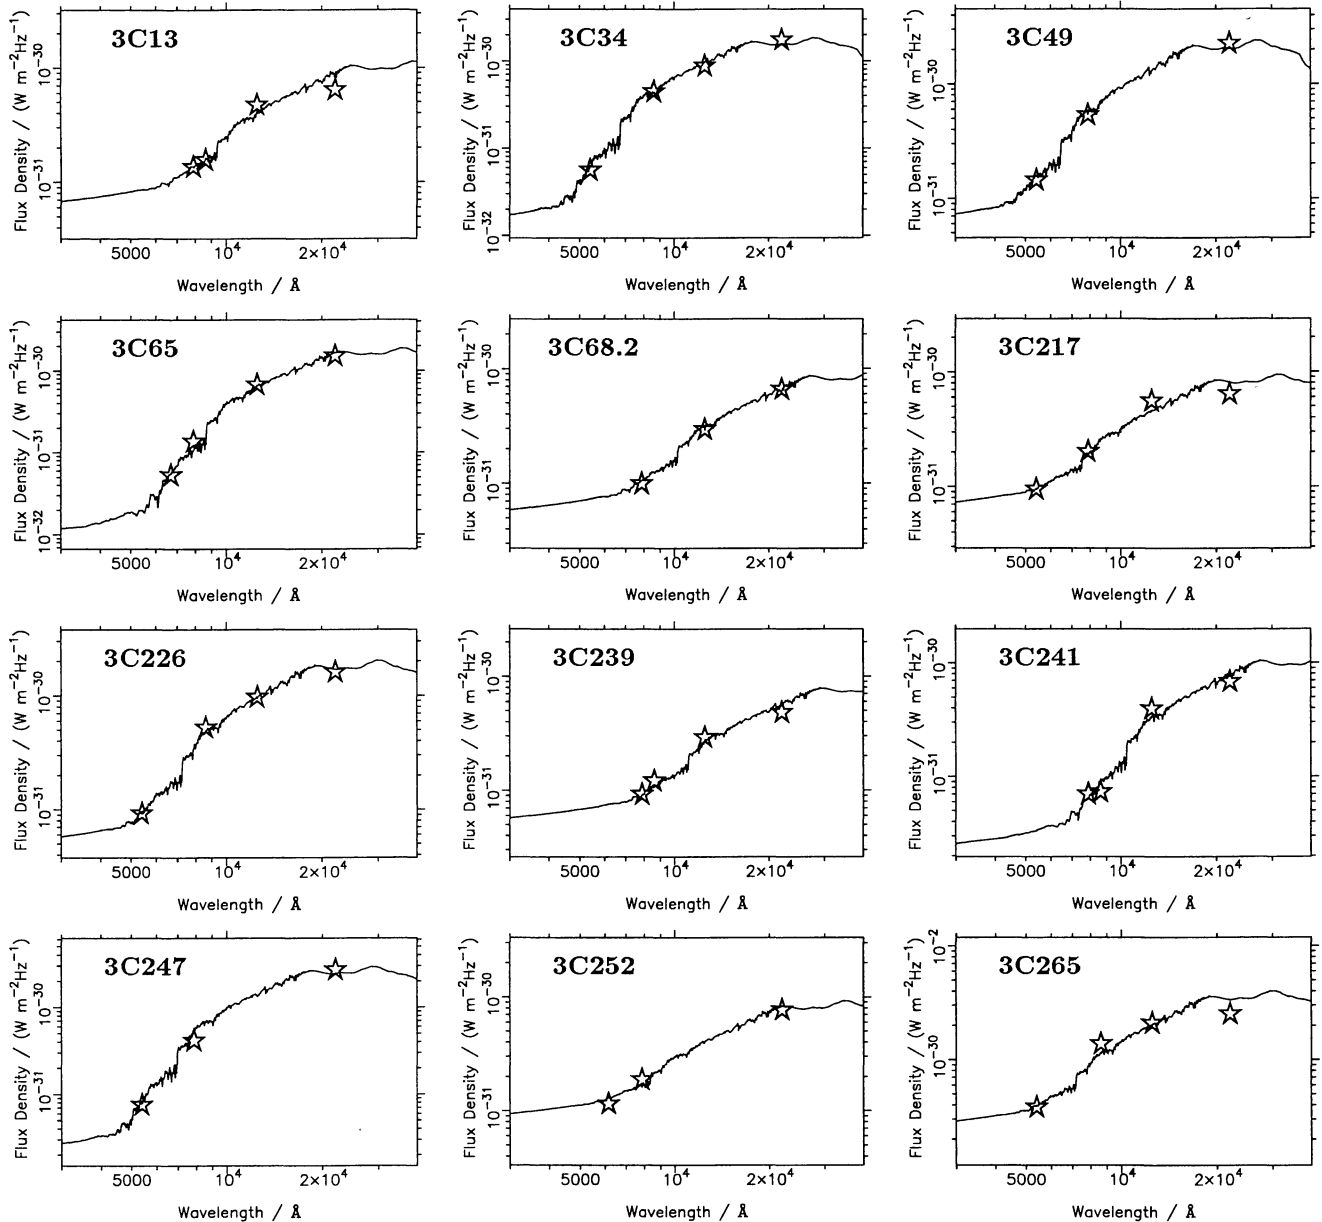 3C13
Flux Density / (W m⁻²Hz⁻¹)
10⁻³⁰
10⁻³¹
5000 10⁴ 2×10⁴
Wavelength / Å
3C34
Flux Density / (W m⁻²Hz⁻¹)
10⁻³⁰
10⁻³¹
10⁻³²
5000 10⁴ 2×10⁴
Wavelength / Å
3C49
Flux Density / (W m⁻²Hz⁻¹)
10⁻³⁰
10⁻³¹
5000 10⁴ 2×10⁴
Wavelength / Å
3C65
Flux Density / (W m⁻²Hz⁻¹)
10⁻³⁰
10⁻³¹
10⁻³²
5000 10⁴ 2×10⁴
Wavelength / Å
3C68.2
Flux Density / (W m⁻²Hz⁻¹)
10⁻³⁰
10⁻³¹
5000 10⁴ 2×10⁴
Wavelength / Å
3C217
Flux Density / (W m⁻²Hz⁻¹)
10⁻³⁰
10⁻³¹
5000 10⁴ 2×10⁴
Wavelength / Å
3C226
Flux Density / (W m⁻²Hz⁻¹)
10⁻³⁰
10⁻³¹
5000 10⁴ 2×10⁴
Wavelength / Å
3C239
Flux Density / (W m⁻²Hz⁻¹)
10⁻³⁰
10⁻³¹
5000 10⁴ 2×10⁴
Wavelength / Å
3C241
Flux Density / (W m⁻²Hz⁻¹)
10⁻³⁰
10⁻³¹
5000 10⁴ 2×10⁴
Wavelength / Å
3C247
Flux Density / (W m⁻²Hz⁻¹)
10⁻³⁰
10⁻³¹
5000 10⁴ 2×10⁴
Wavelength / Å
3C252
Flux Density / (W m⁻²Hz⁻¹)
10⁻³⁰
10⁻³¹
5000 10⁴ 2×10⁴
Wavelength / Å
3C265
Flux Density / (W m⁻²Hz⁻¹)
10⁻²
10⁻³⁰
5000 10⁴ 2×10⁴
Wavelength / Å